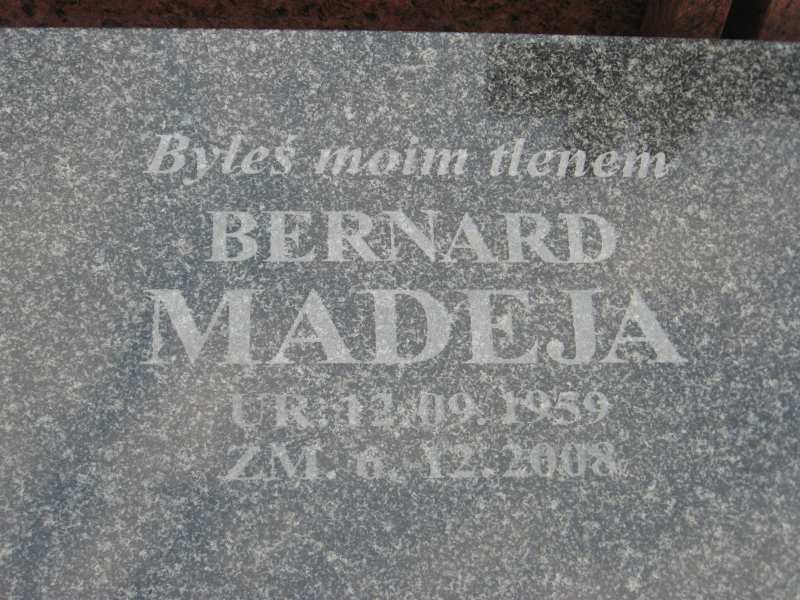 Byłeś moim tlenem
BERNARD
MADEJA
UR. 12.09.1959
ZM. 6.12.2008